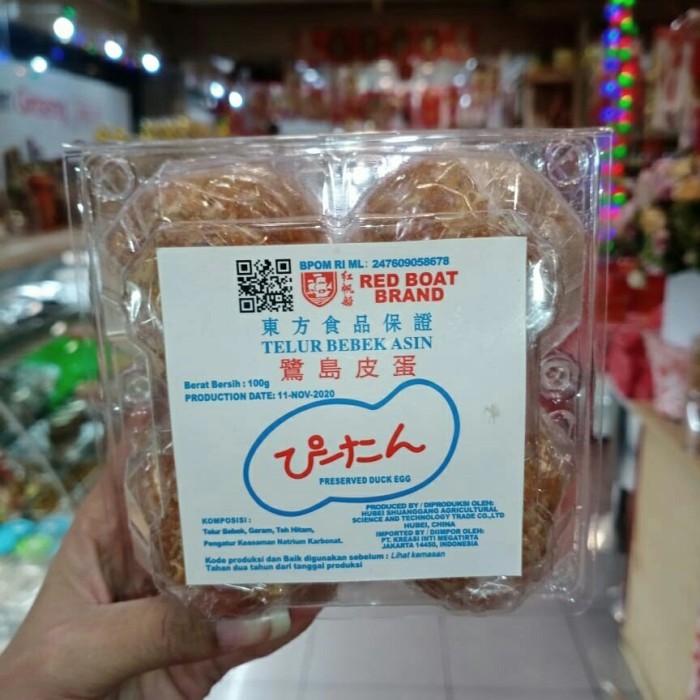 BPOM RI ML: 247609058678
红帆船
RED BOAT
BRAND
東方食品保證
TELUR BEBEK ASIN
鷺島皮蛋
Berat Bersih : 100g
PRODUCTION DATE: 11-NOV-2020
ぴーたん
PRESERVED DUCK EGG
KOMPOSISI :
Telur Bebek, Garam, Teh Hitam,
Pengatur Keasaman Natrium Karbonat.
PRODUCED BY / DIPRODUKSI OLEH:
HUBEI SHUANGGANG AGRICULTURAL
SCIENCE AND TECHNOLOGY TRADE CO.,LTD
HUBEI, CHINA
IMPORTED BY / DIIMPOR OLEH:
PT. KREASI INTI MEGATIRTA
JAKARTA 14450, INDONESIA
Kode produksi dan Baik digunakan sebelum : Lihat kemasan
Tahan dua tahun dari tanggal produksi